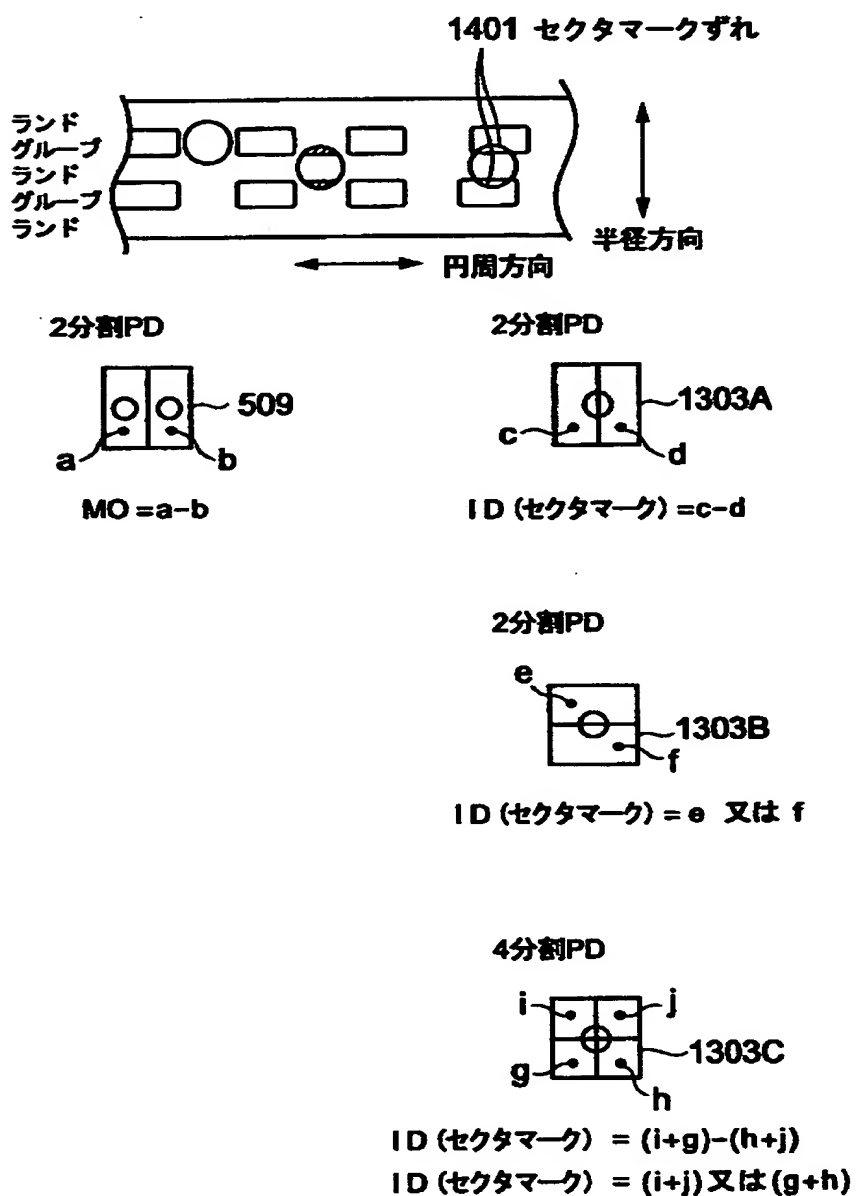 1401 セクタマークずれ
ランド
グルーブ
ランド
グルーブ
ランド
半径方向
円周方向
2分割PD
509
a
b
MO=a-b
2分割PD
1303A
c
d
ID(セクタマーク)=c-d
2分割PD
e
1303B
f
ID(セクタマーク)=e 又は f
4分割PD
i
j
1303C
g
h
ID(セクタマーク) = (i+g)-(h+j)
ID(セクタマーク) = (i+j)又は(g+h)